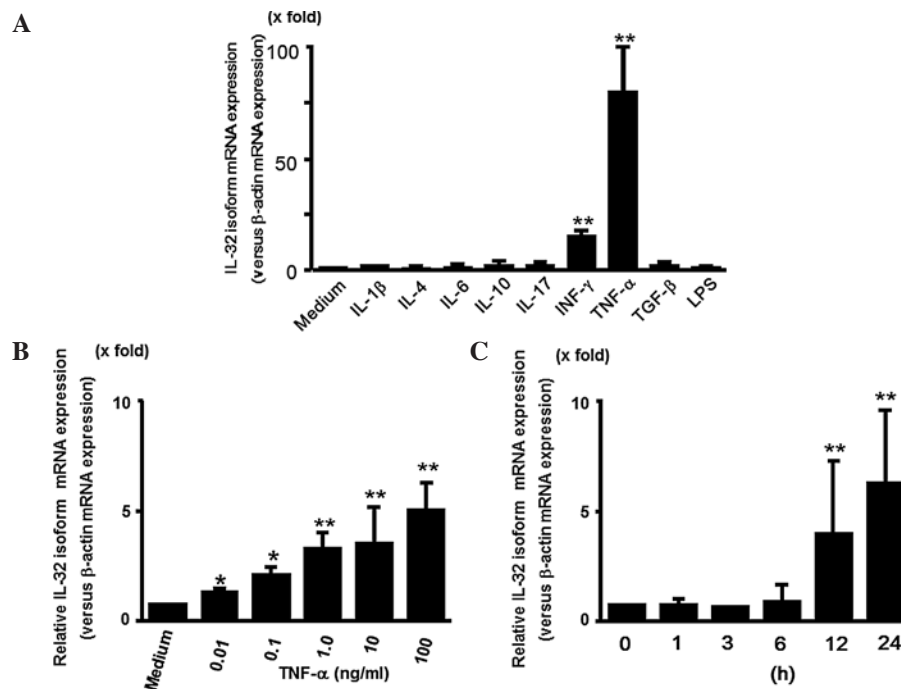 A
(x fold)
IL-32 isoform mRNA expression
(versus β-actin mRNA expression)
100
50
0
**
**
Medium
IL-1β
IL-4
IL-6
IL-10
IL-17
INF-γ
TNF-α
TGF-β
LPS
B
(x fold)
Relative IL-32 isoform mRNA expression
(versus β-actin mRNA expression)
10
5
0
*
*
**
**
**
Medium
0.01
0.1
1.0
10
100
TNF-α (ng/ml)
C
(x fold)
Relative IL-32 isoform mRNA expression
(versus β-actin mRNA expression)
10
5
0
**
**
0
1
3
6
12
24
(h)